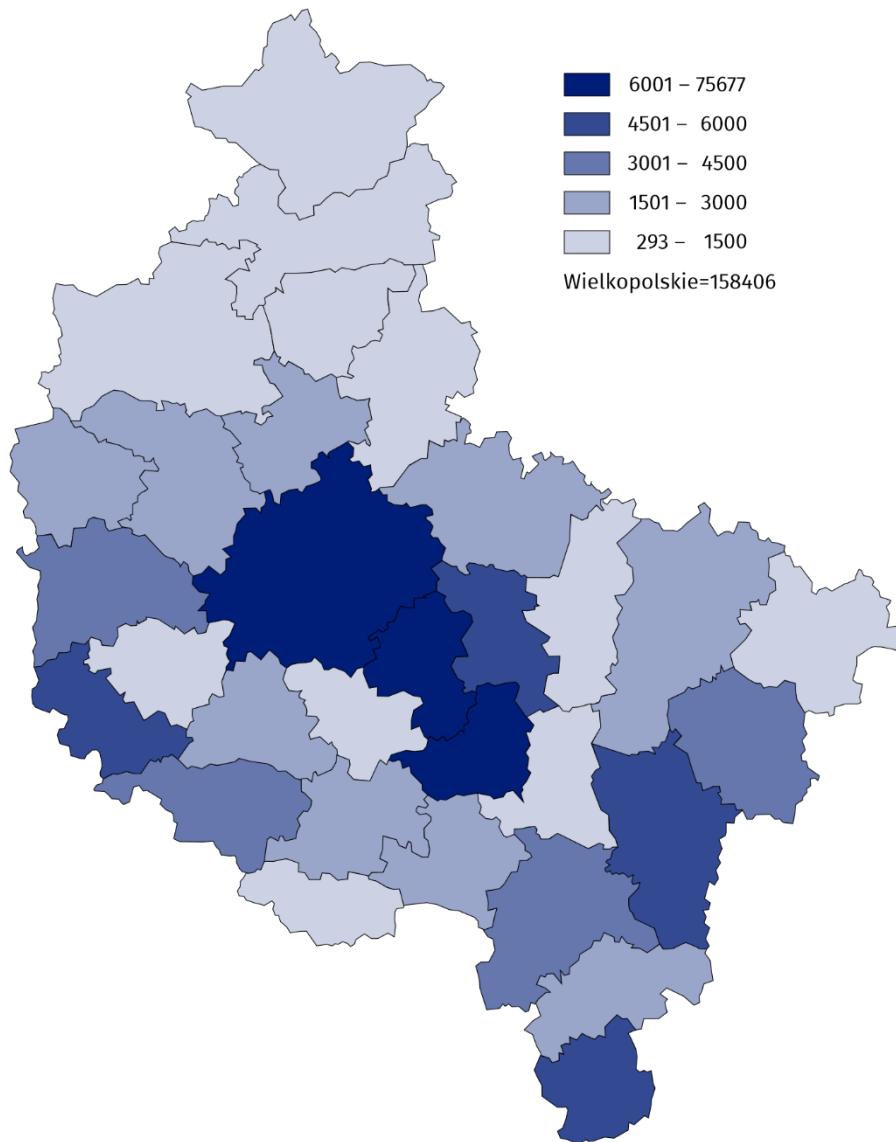 6001 – 75677
4501 – 6000
3001 – 4500
1501 – 3000
293 – 1500
Wielkopolskie=158406